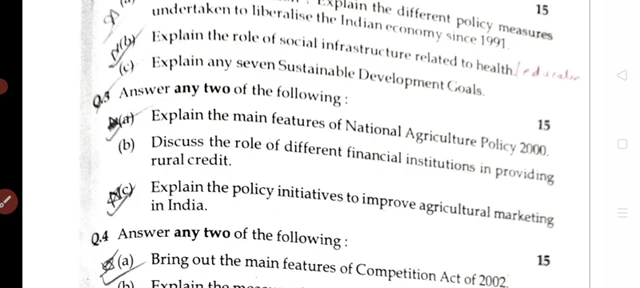 Explain the different policy measures 15
undertaken to liberalise the Indian economy since 1991.
(b) Explain the role of social infrastructure related to health/
(c) Explain any seven Sustainable Development Goals.
Q.3 Answer any two of the following : 15
(a) Explain the main features of National Agriculture Policy 2000.
(b) Discuss the role of different financial institutions in providing
rural credit.
(c) Explain the policy initiatives to improve agricultural marketing
in India.
Q.4 Answer any two of the following : 15
(a) Bring out the main features of Competition Act of 2002.
(b) Explain the